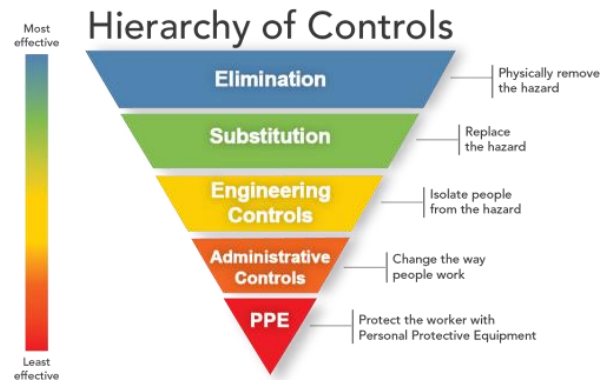 Hierarchy of Controls
Most
effective
Elimination
Physically remove
the hazard
Substitution
Replace
the hazard
Engineering
Controls
Isolate people
from the hazard
Administrative
Controls
Change the way
people work
PPE
Protect the worker with
Personal Protective Equipment
Least
effective